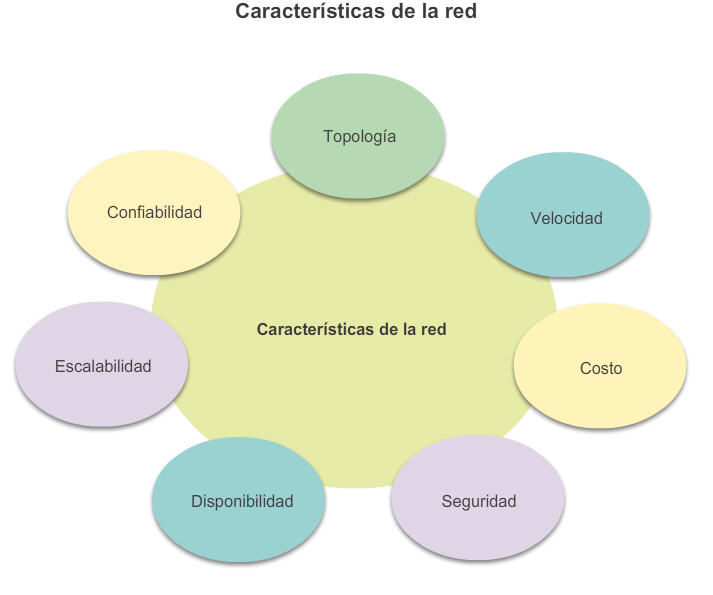 Características de la red
Topología
Confiabilidad
Velocidad
Características de la red
Escalabilidad
Costo
Disponibilidad
Seguridad